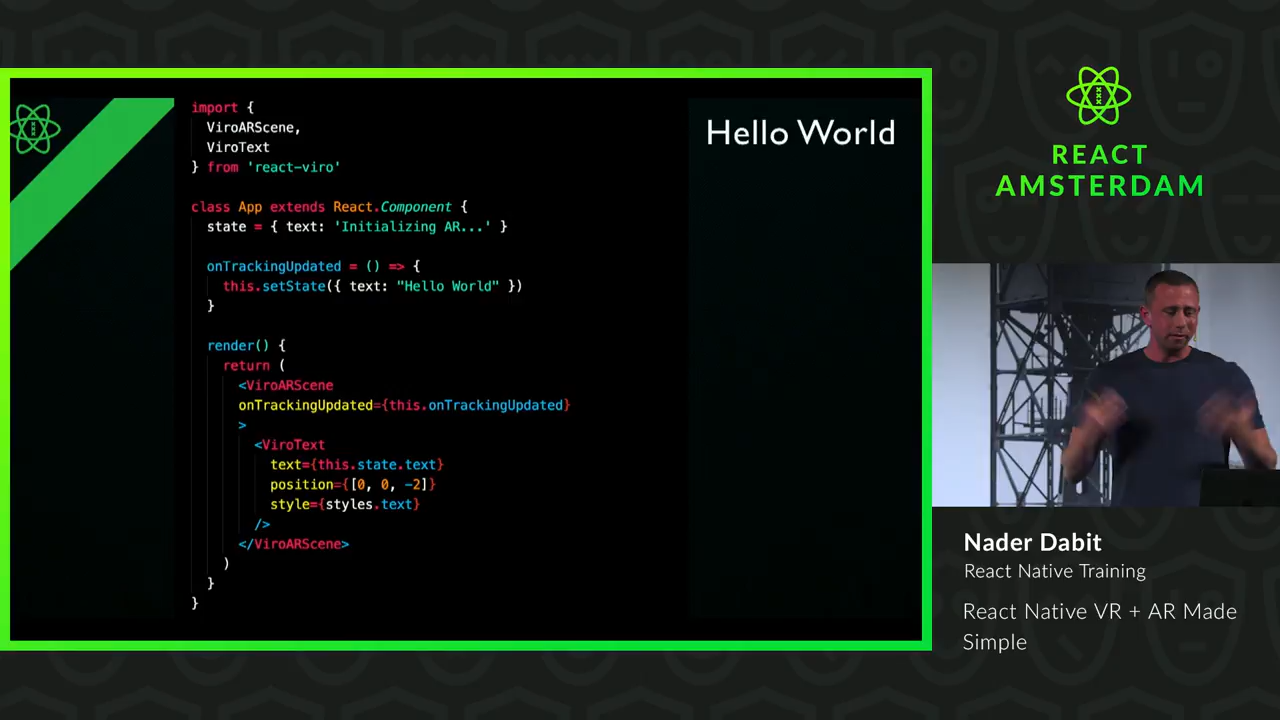 import {
  ViroARScene,
  ViroText
} from 'react-viro'
class App extends React.Component {
  state = { text: 'Initializing AR...' }
  onTrackingUpdated = () => {
    this.setState({ text: "Hello World" })
  }
  render() {
    return (
      <ViroARScene
      onTrackingUpdated={this.onTrackingUpdated}
      >
        <ViroText
          text={this.state.text}
          position={[0, 0, -2]}
          style={styles.text}
        />
      </ViroARScene>
    )
  }
}
Hello World
REACT
AMSTERDAM
Nader Dabit
React Native Training
React Native VR + AR Made
Simple